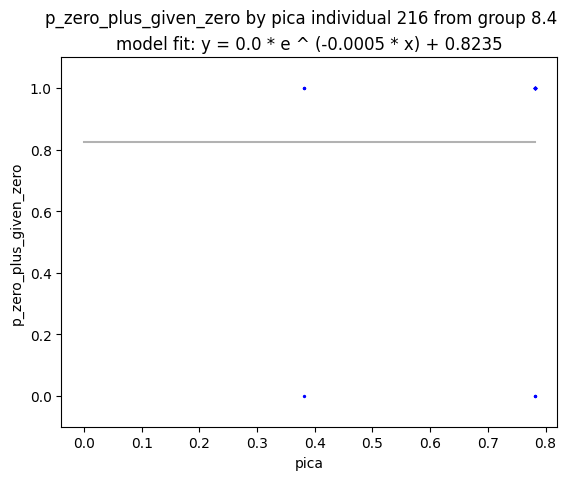 p_zero_plus_given_zero by pica individual 216 from group 8.4
model fit: y = 0.0 * e ^ (-0.0005 * x) + 0.8235
1.0
0.8
0.6
0.4
0.2
0.0
p_zero_plus_given_zero
0.0 0.1 0.2 0.3 0.4 0.5 0.6 0.7 0.8
pica